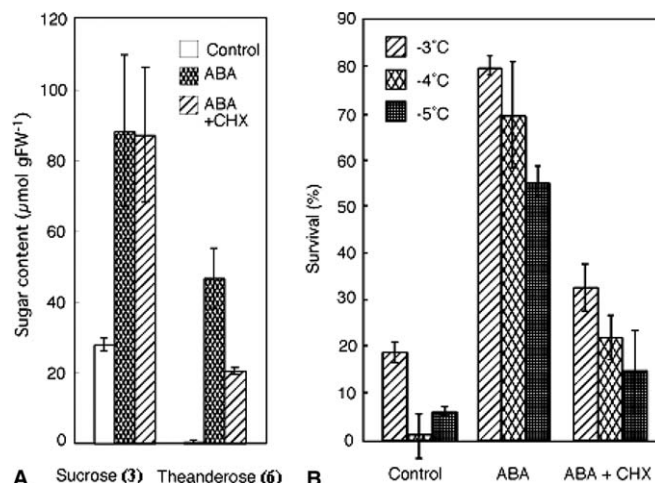 120
100
80
60
40
20
0
Sugar content (µmol gFW⁻¹)
Control
ABA
ABA
+CHX
Sucrose (3) Theanderose (6)
A
90
80
70
60
50
40
30
20
10
0
Survival (%)
-3°C
-4°C
-5°C
Control ABA ABA + CHX
B